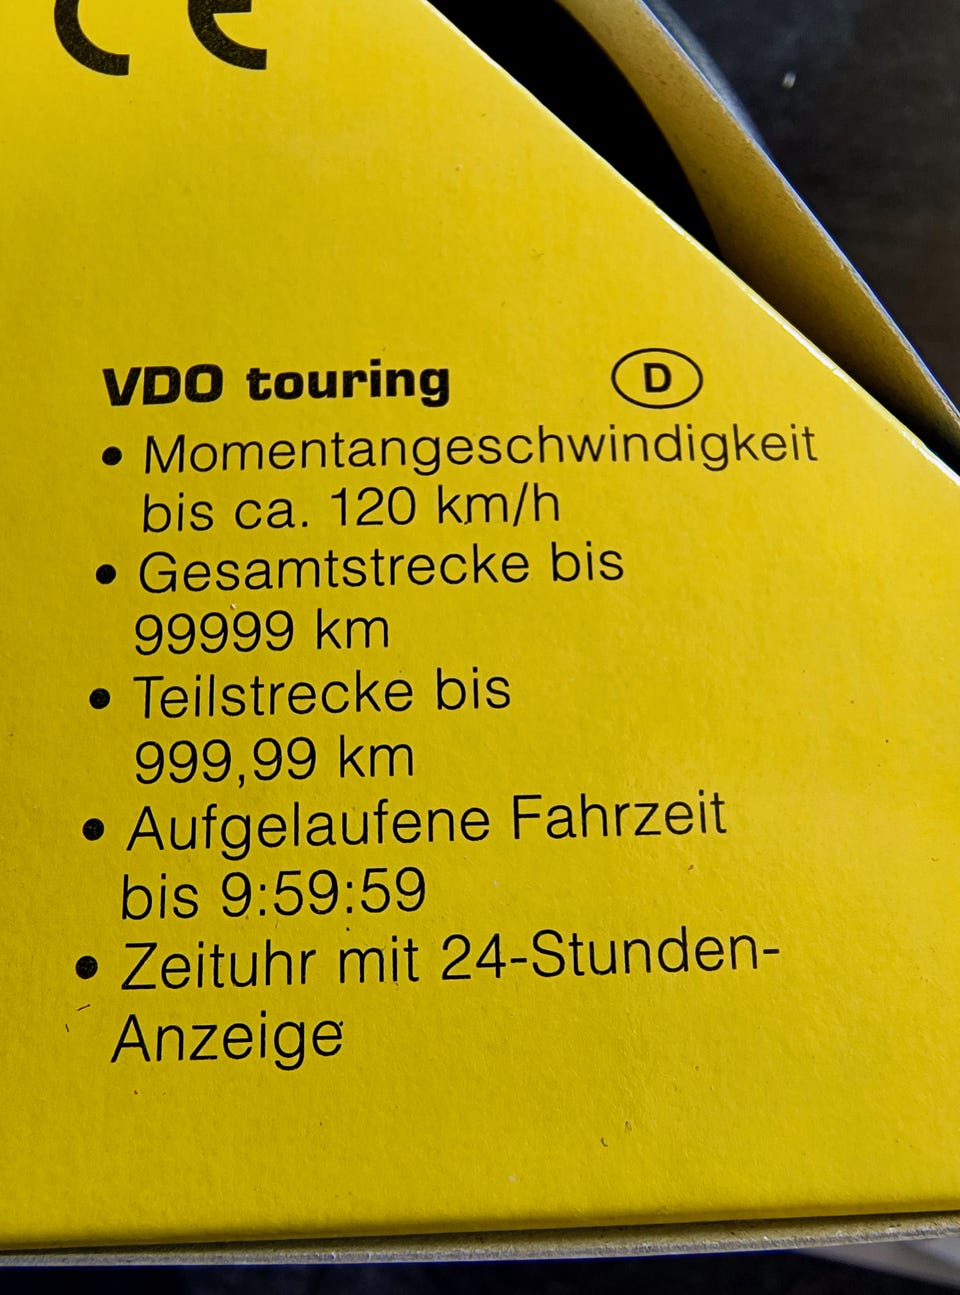 CE
VDO touring D
• Momentangeschwindigkeit
bis ca. 120 km/h
• Gesamtstrecke bis
99999 km
• Teilstrecke bis
999,99 km
• Aufgelaufene Fahrzeit
bis 9:59:59
• Zeituhr mit 24-Stunden-
Anzeige